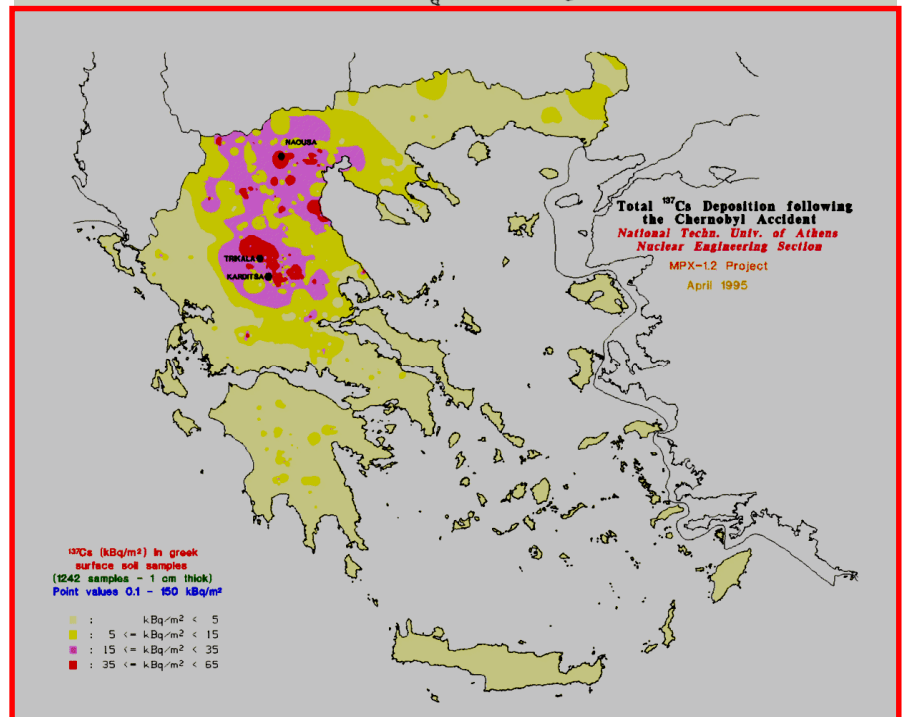 NAOUSA
Total ¹³⁷Cs Deposition following
the Chernobyl Accident
National Techn. Univ. of Athens
Nuclear Engineering Section
MPX-1.2 Project
April 1995
TRIKALA
KARDITSA
¹³⁷Cs (kBq/m²) in greek
surface soil samples
(1242 samples - 1 cm thick)
Point values 0.1 - 150 kBq/m²
: kBq/m² < 5
: 5 <= kBq/m² < 15
: 15 <= kBq/m² < 35
: 35 <= kBq/m² < 65